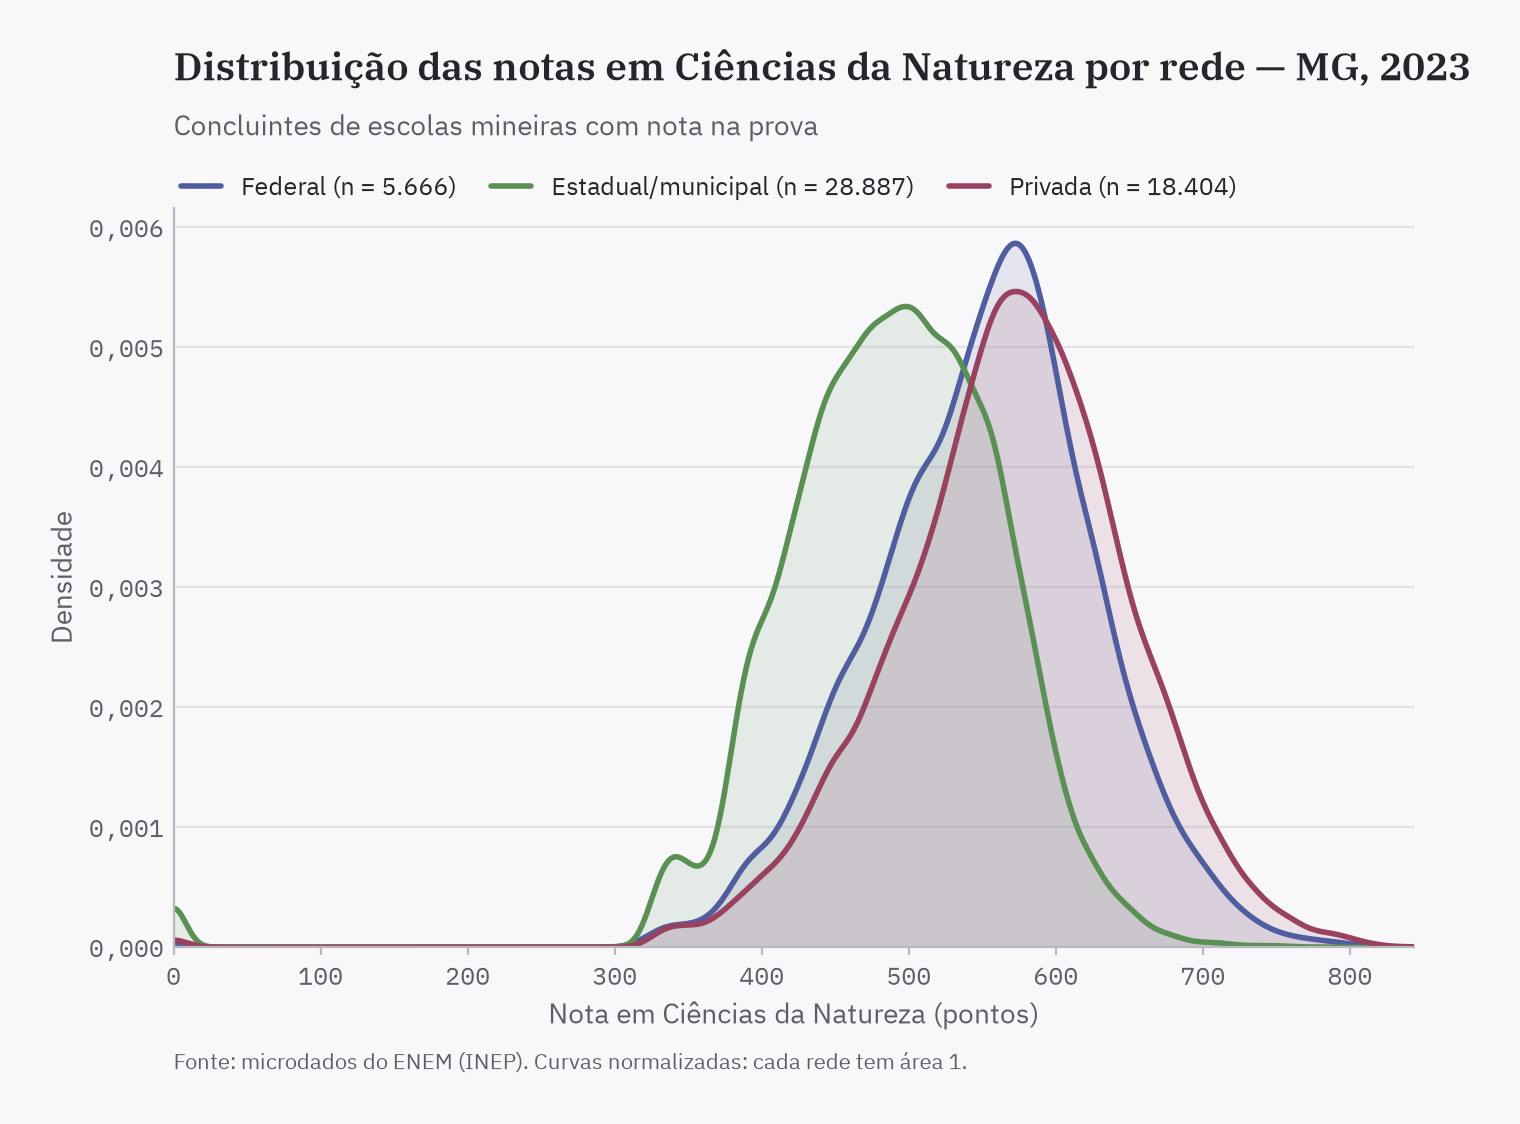 Distribuição das notas em Ciências da Natureza por rede — MG, 2023
Concluintes de escolas mineiras com nota na prova
Federal (n = 5.666)
Estadual/municipal (n = 28.887)
Privada (n = 18.404)
0,006
0,005
0,004
0,003
0,002
0,001
0,000
Densidade
0
100
200
300
400
500
600
700
800
Nota em Ciências da Natureza (pontos)
Fonte: microdados do ENEM (INEP). Curvas normalizadas: cada rede tem área 1.